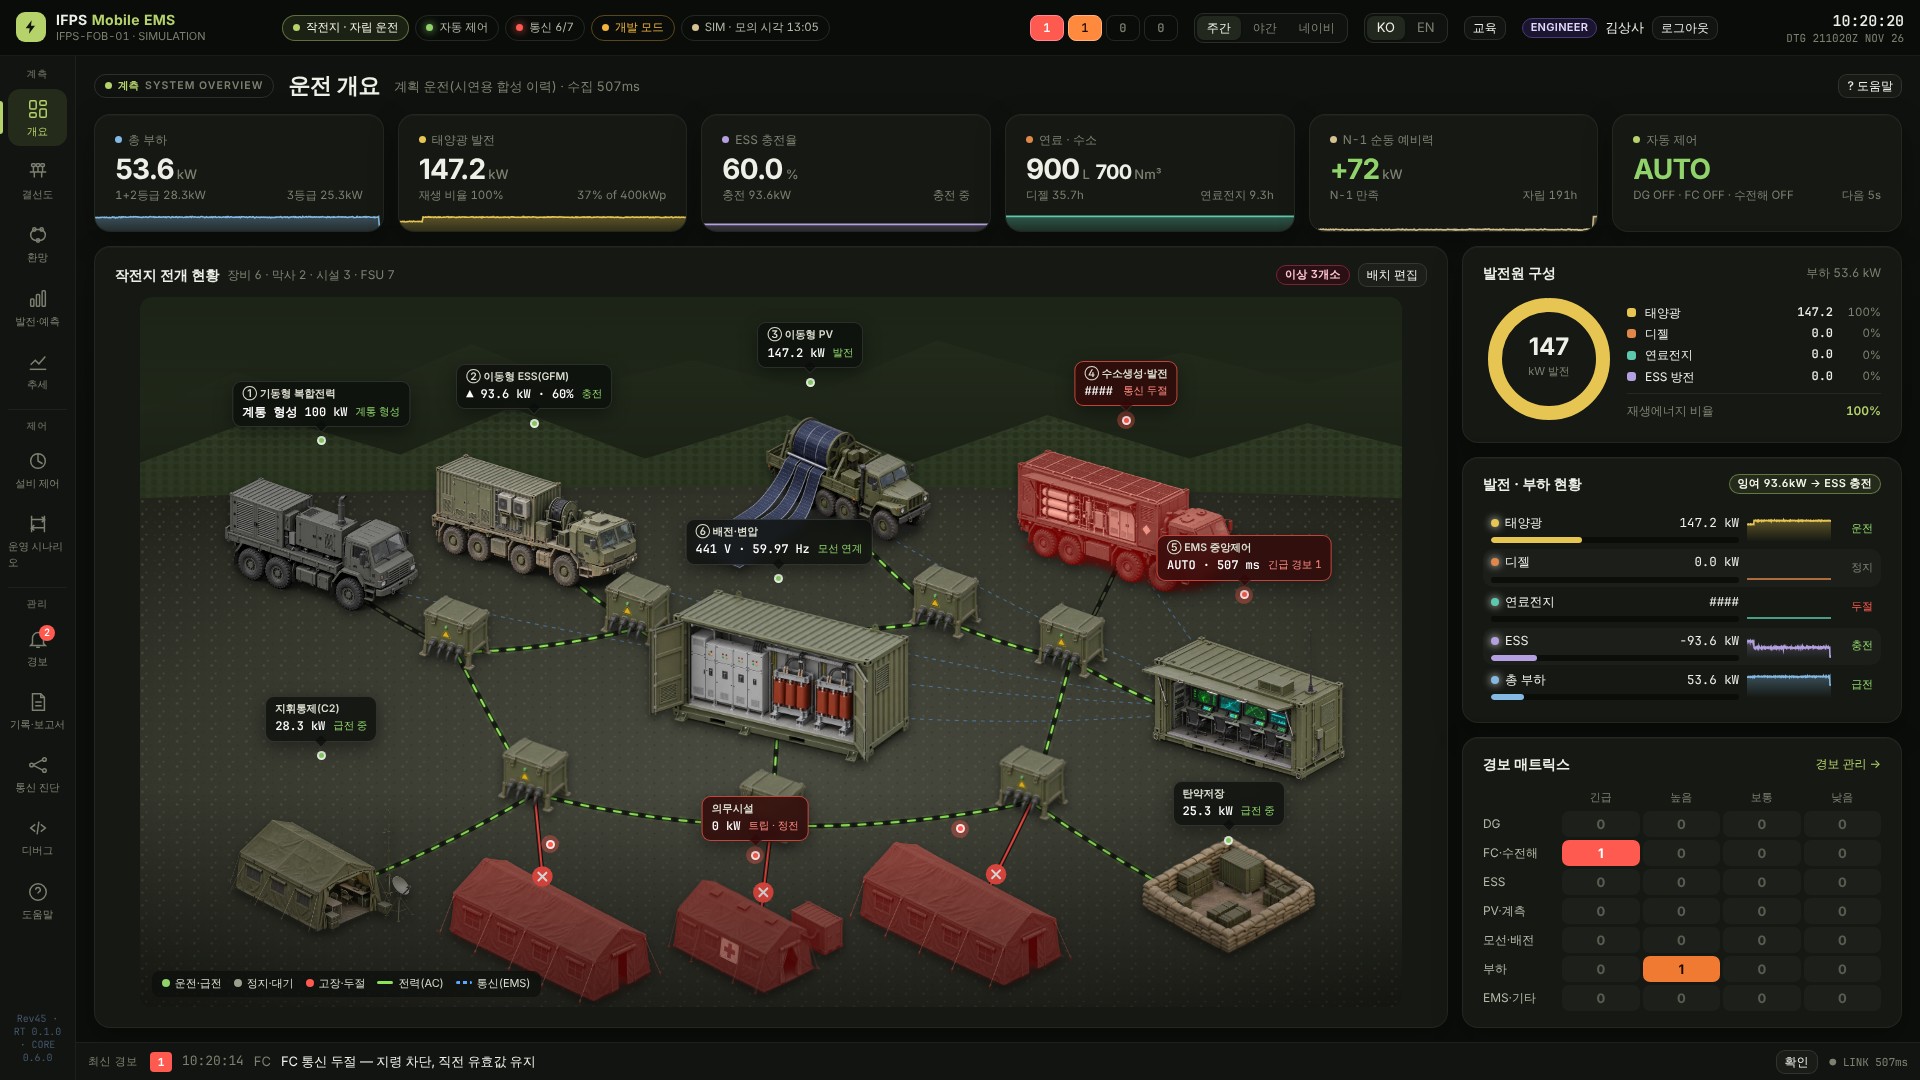 IFPS Mobile EMS
IFPS-FOB-01 · SIMULATION
작전지 · 자립 운전
자동 제어
통신 6/7
개발 모드
SIM · 모의 시각 13:05
1
1
0
0
주간 야간 네이비
KO EN
교육
ENGINEER 김상사 로그아웃
10:20:20
DTG 211020Z NOV 26
계측
개요
결선도
환망
발전·예측
추세
제어
설비 제어
운영 시나리
오
관리
2
경보
기록·보고서
통신 진단
디버그
도움말
Rev45 ·
RT 0.1.0
· CORE
0.6.0
계측 SYSTEM OVERVIEW
운전 개요
계획 운전(시연용 합성 이력) · 수집 507ms
? 도움말
총 부하
53.6 kW
1+2등급 28.3kW 3등급 25.3kW
태양광 발전
147.2 kW
재생 비율 100% 37% of 400kWp
ESS 충전율
60.0 %
충전 93.6kW 충전 중
연료 · 수소
900 L 700 Nm³
디젤 35.7h 연료전지 9.3h
N-1 순동 예비력
+72 kW
N-1 만족 자립 191h
자동 제어
AUTO
DG OFF · FC OFF · 수전해 OFF 다음 5s
작전지 전개 현황 장비 6 · 막사 2 · 시설 3 · FSU 7
이상 3개소
배치 편집
① 기동형 복합전력
계통 형성 100 kW 계통 형성
② 이동형 ESS(GFM)
▲ 93.6 kW · 60% 충전
③ 이동형 PV
147.2 kW 발전
④ 수소생성·발전
#### 통신 두절
⑥ 배전·변압
441 V · 59.97 Hz 모선 연계
⑤ EMS 중앙제어
AUTO · 507 ms 긴급 경보 1
지휘통제(C2)
28.3 kW 급전 중
의무시설
0 kW 트립 · 정전
탄약저장
25.3 kW 급전 중
운전·급전
정지·대기
고장·두절
전력(AC)
통신(EMS)
발전원 구성
부하 53.6 kW
147
kW 발전
태양광 147.2 100%
디젤 0.0 0%
연료전지 0.0 0%
ESS 방전 0.0 0%
재생에너지 비율 100%
발전 · 부하 현황
잉여 93.6kW → ESS 충전
태양광 147.2 kW 운전
디젤 0.0 kW 정지
연료전지 #### 두절
ESS -93.6 kW 충전
총 부하 53.6 kW 급전
경보 매트릭스
경보 관리 →
긴급 높음 보통 낮음
DG 0 0 0 0
FC·수전해 1 0 0 0
ESS 0 0 0 0
PV·계측 0 0 0 0
모선·배전 0 0 0 0
부하 0 1 0 0
EMS·기타 0 0 0 0
최신 경보 1 10:20:14 FC FC 통신 두절 — 지령 차단, 직전 유효값 유지
확인
LINK 507ms